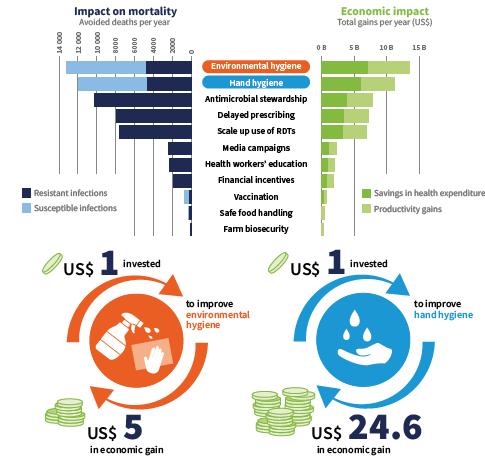 Impact on mortality
Avoided deaths per year
Economic impact
Total gains per year (US$)
14 000
12 000
10 000
8000
6000
4000
2000
0
0 B
5 B
10 B
15 B
Environmental hygiene
Hand hygiene
Antimicrobial stewardship
Delayed prescribing
Scale up use of RDTs
Media campaigns
Health workers' education
Financial incentives
Vaccination
Safe food handling
Farm biosecurity
Resistant infections
Susceptible infections
Savings in health expenditure
Productivity gains
US$ 1 invested
to improve
environmental
hygiene
US$ 5
in economic gain
US$ 1 invested
to improve
hand hygiene
US$ 24.6
in economic gain